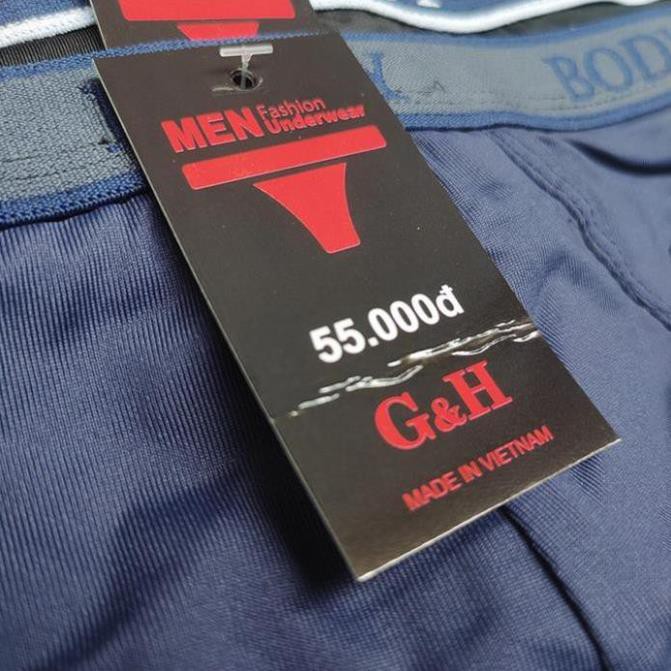 BOD
MEN Fashion
Underwear
55.000đ
G&H
MADE IN VIETNAM